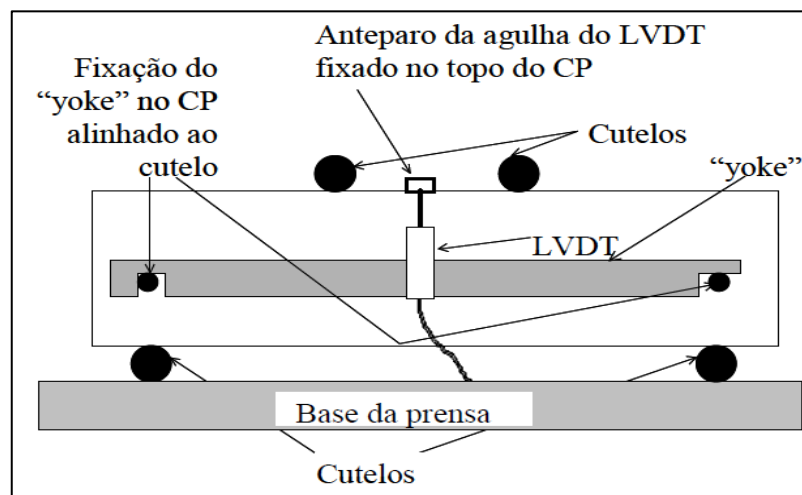 Anteparo da agulha do LVDT
fixado no topo do CP
Fixação do
“yoke” no CP
alinhado ao
cutelo
Cutelos
“yoke”
LVDT
Base da prensa
Cutelos